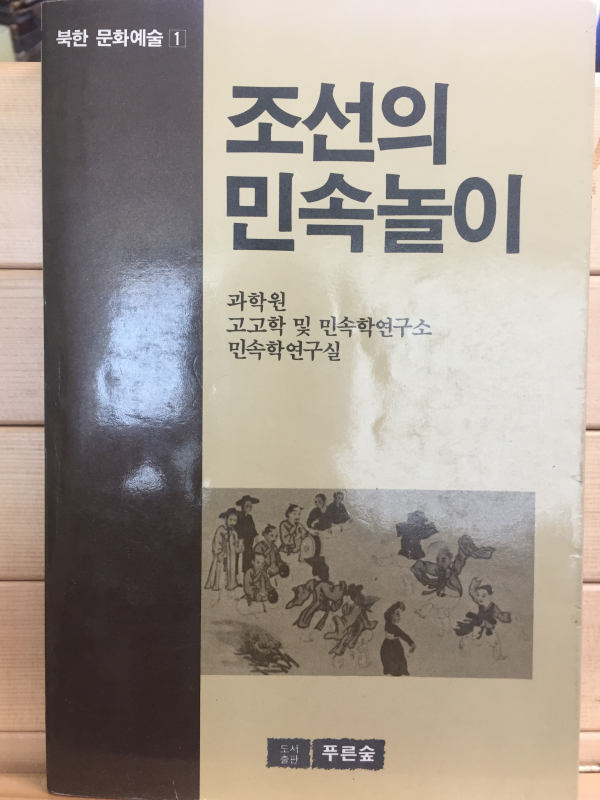 북한 문화예술 1
조선의
민속놀이
과학원
고고학 및 민속학연구소
민속학연구실
도서
출판
푸른숲